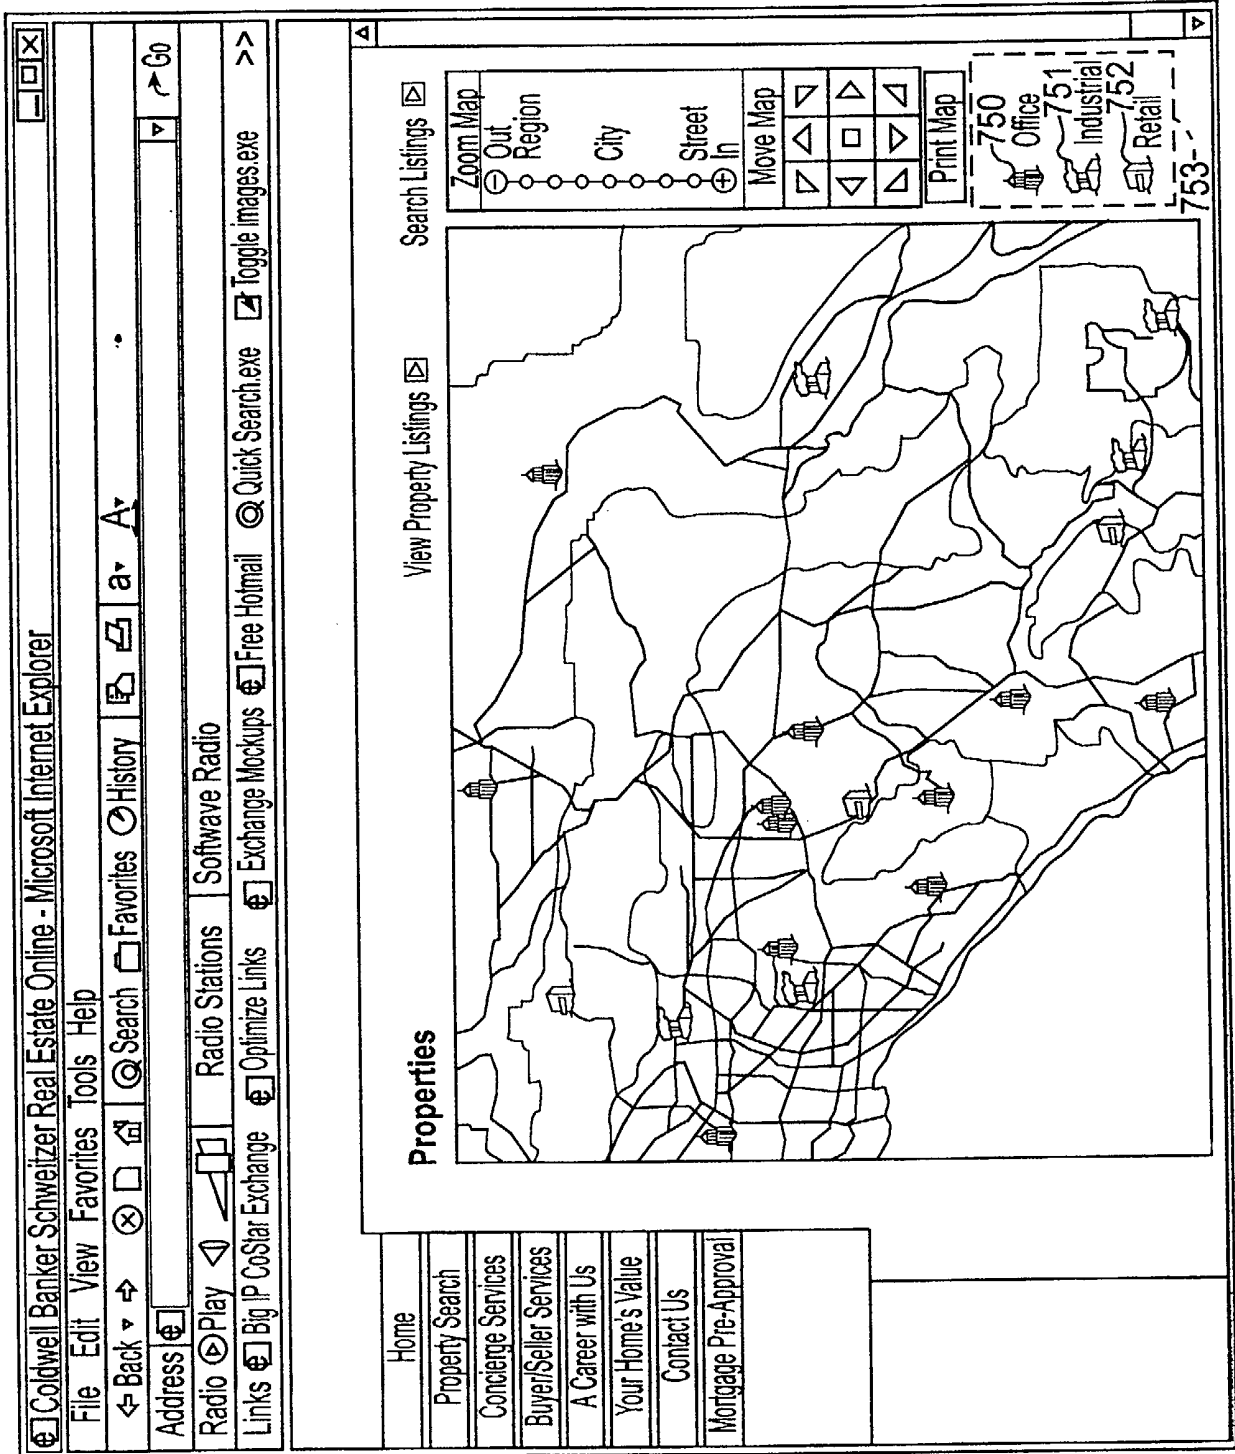 Coldwell Banker Schweitzer Real Estate Online - Microsoft Internet Explorer
File Edit View Favorites Tools Help
Back Search Favorites History a A
Address Go
Radio Play Radio Stations Softwave Radio
Links Big IP CoStar Exchange Optimize Links Exchange Mockups Free Hotmail Quick Search.exe Toggle images.exe >>
Home
Property Search
Concierge Services
Buyer/Seller Services
A Career with Us
Your Home's Value
Contact Us
Mortgage Pre-Approval
Properties View Property Listings Search Listings
Zoom Map
Out
Region
City
Street
In
Move Map
Print Map
750
Office
751
Industrial
752
Retail
753